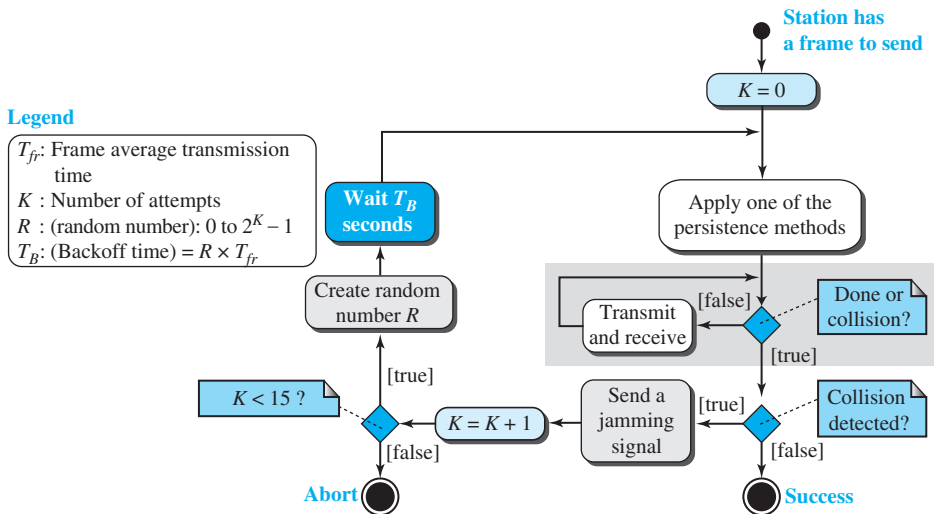 Station has
a frame to send
K = 0
Legend
T_fr: Frame average transmission
time
K : Number of attempts
R : (random number): 0 to 2^K – 1
T_B: (Backoff time) = R × T_fr
Wait T_B
seconds
Apply one of the
persistence methods
Create random
number R
[false]
Transmit
and receive
Done or
collision?
[true]
[true]
K < 15 ?
K = K + 1
Send a
jamming
signal
[true]
Collision
detected?
[false]
[false]
Abort
Success